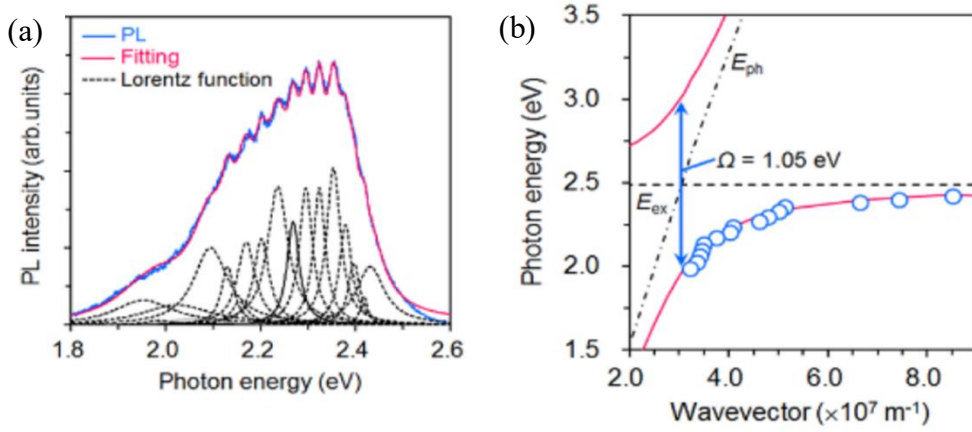 (a)
PL
Fitting
Lorentz function
PL intensity (arb.units)
1.8 2.0 2.2 2.4 2.6
Photon energy (eV)
(b)
3.5
3.0
2.5
2.0
1.5
Photon energy (eV)
E_ph
Ω = 1.05 eV
E_ex
2.0 4.0 6.0 8.0
Wavevector (×10⁷ m⁻¹)